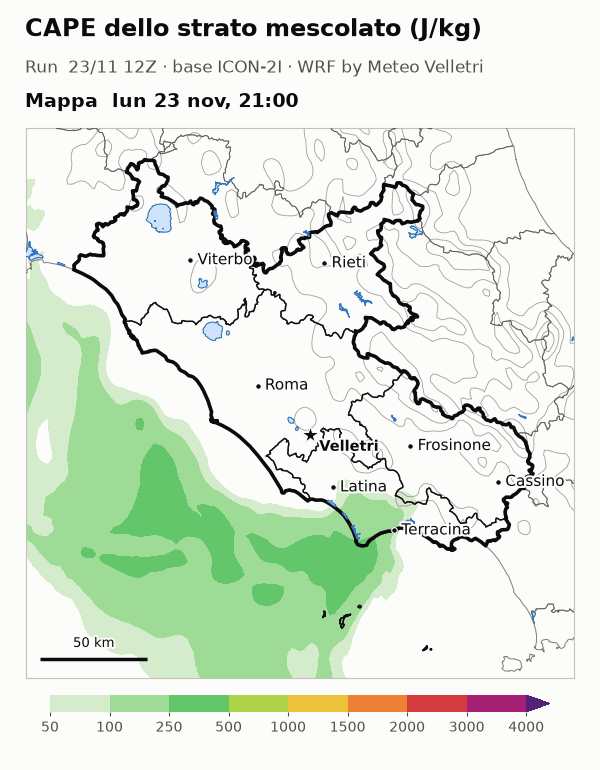 CAPE dello strato mescolato (J/kg)
Run  23/11 12Z · base ICON-2I · WRF by Meteo Velletri
Mappa  lun 23 nov, 21:00
Viterbo
Rieti
Roma
Velletri
Frosinone
Latina
Cassino
Terracina
50 km
50 100 250 500 1000 1500 2000 3000 4000